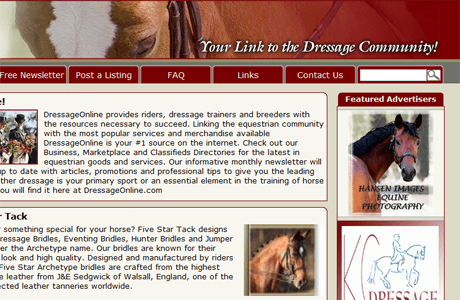 Your Link to the Dressage Community!
Free Newsletter Post a Listing FAQ Links Contact Us
e!
DressageOnline provides riders, dressage trainers and breeders with
the resources necessary to succeed. Linking the equestrian community
with the most popular services and merchandise available
DressageOnline is your #1 source on the internet. Check out our
Business, Marketplace and Classifieds Directories for the latest in
equestrian goods and services. Our informative monthly newsletter will
up to date with articles, promotions and professional tips to give you the leading
ther dressage is your primary sport or an essential element in the training of horse
ou will find it here at DressageOnline.com
r Tack
r something special for your horse? Five Star Tack designs
ressage Bridles, Eventing Bridles, Hunter Bridles and Jumper
er the Archetype name. Our bridles are known for their
look and high quality. Designed and manufactured by riders
Five Star Archetype bridles are crafted from the highest
e leather from J&E Sedgwick of Walsall, England, one of the
ected leather tanneries worldwide.
Featured Advertisers
HANSEN IMAGES
EQUINE
PHOTOGRAPHY
KC
DRESSAGE